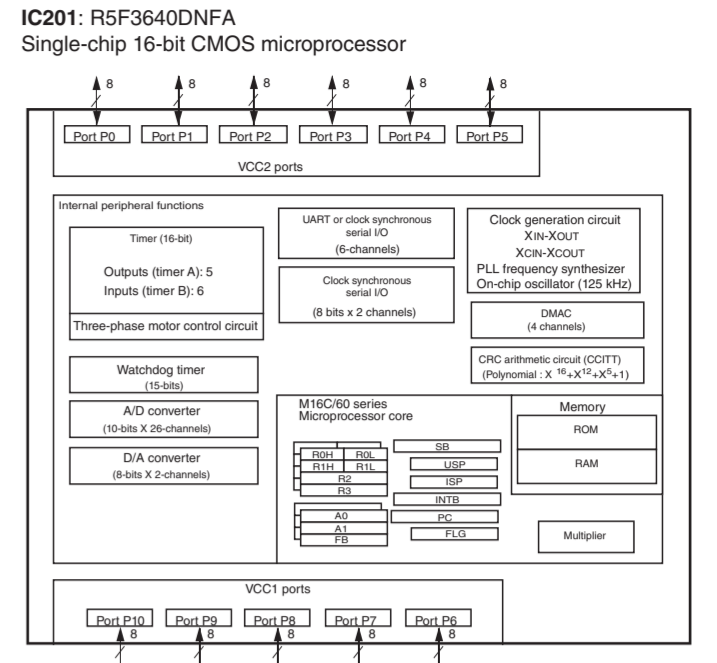 IC201: R5F3640DNFA
Single-chip 16-bit CMOS microprocessor
8 8 8 8 8 8
Port P0 Port P1 Port P2 Port P3 Port P4 Port P5
VCC2 ports
Internal peripheral functions
Timer (16-bit)
Outputs (timer A): 5
Inputs (timer B): 6
Three-phase motor control circuit
Watchdog timer
(15-bits)
A/D converter
(10-bits X 26-channels)
D/A converter
(8-bits X 2-channels)
UART or clock synchronous
serial I/O
(6-channels)
Clock synchronous
serial I/O
(8 bits x 2 channels)
Clock generation circuit
XIN-XOUT
XCIN-XCOUT
PLL frequency synthesizer
On-chip oscillator (125 kHz)
DMAC
(4 channels)
CRC arithmetic circuit (CCITT)
(Polynomial : X 16+X12+X5+1)
M16C/60 series
Microprocessor core
R0H R0L
R1H R1L
R2
R3
A0
A1
FB
SB
USP
ISP
INTB
PC
FLG
Memory
ROM
RAM
Multiplier
VCC1 ports
Port P10 Port P9 Port P8 Port P7 Port P6
8 8 8 8 8